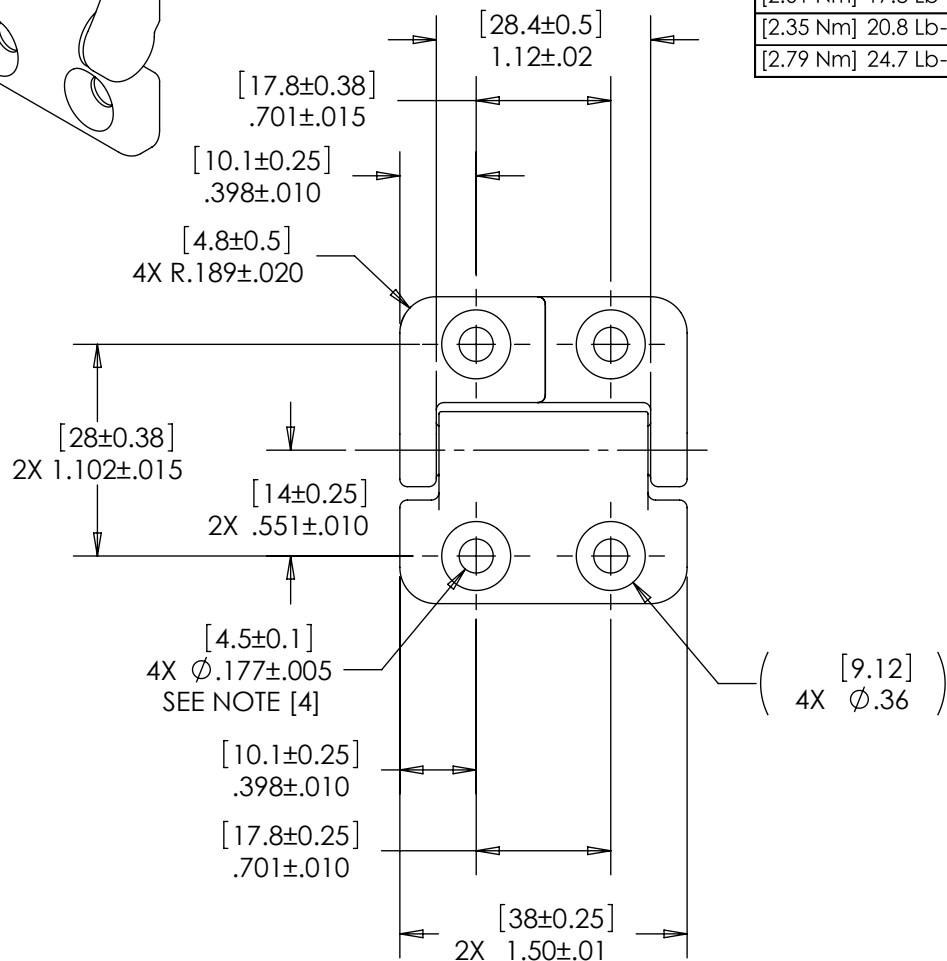 [2.35 Nm] 20.8 Lb-
[2.79 Nm] 24.7 Lb-
[28.4±0.5]
1.12±.02
[17.8±0.38]
.701±.015
[10.1±0.25]
.398±.010
[4.8±0.5]
4X R.189±.020
[28±0.38]
2X 1.102±.015
[14±0.25]
2X .551±.010
[4.5±0.1]
4X ∅.177±.005
SEE NOTE [4]
[9.12]
4X ∅.36
[10.1±0.25]
.398±.010
[17.8±0.25]
.701±.010
[38±0.25]
2X 1.50±.01